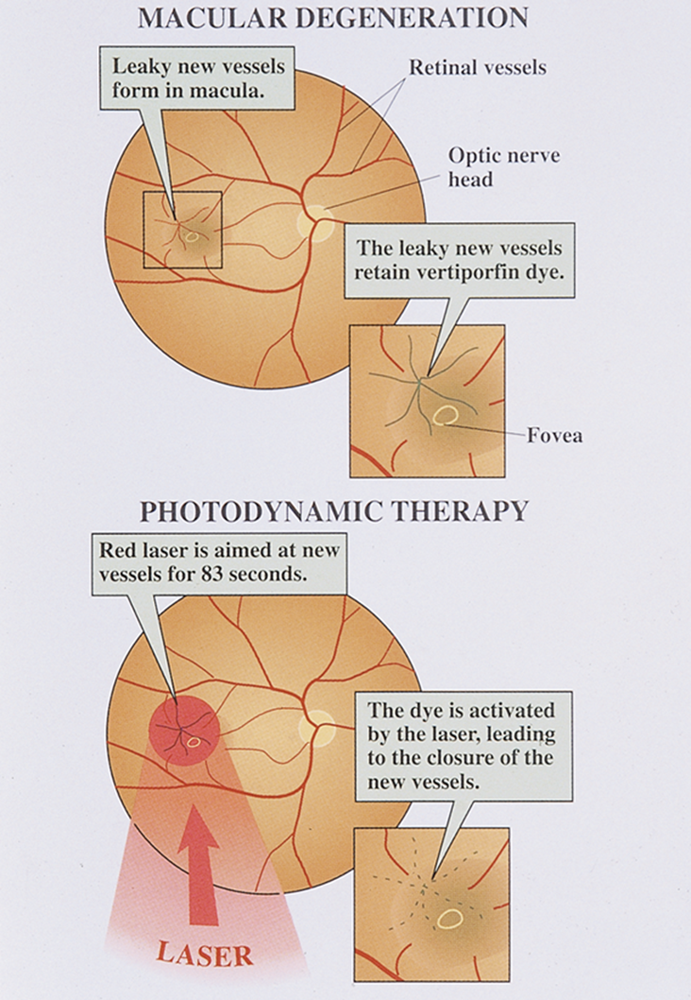 MACULAR DEGENERATION
Leaky new vessels
form in macula.
Retinal vessels
Optic nerve
head
The leaky new vessels
retain vertiporfin dye.
Fovea
PHOTODYNAMIC THERAPY
Red laser is aimed at new
vessels for 83 seconds.
The dye is activated
by the laser, leading
to the closure of the
new vessels.
LASER